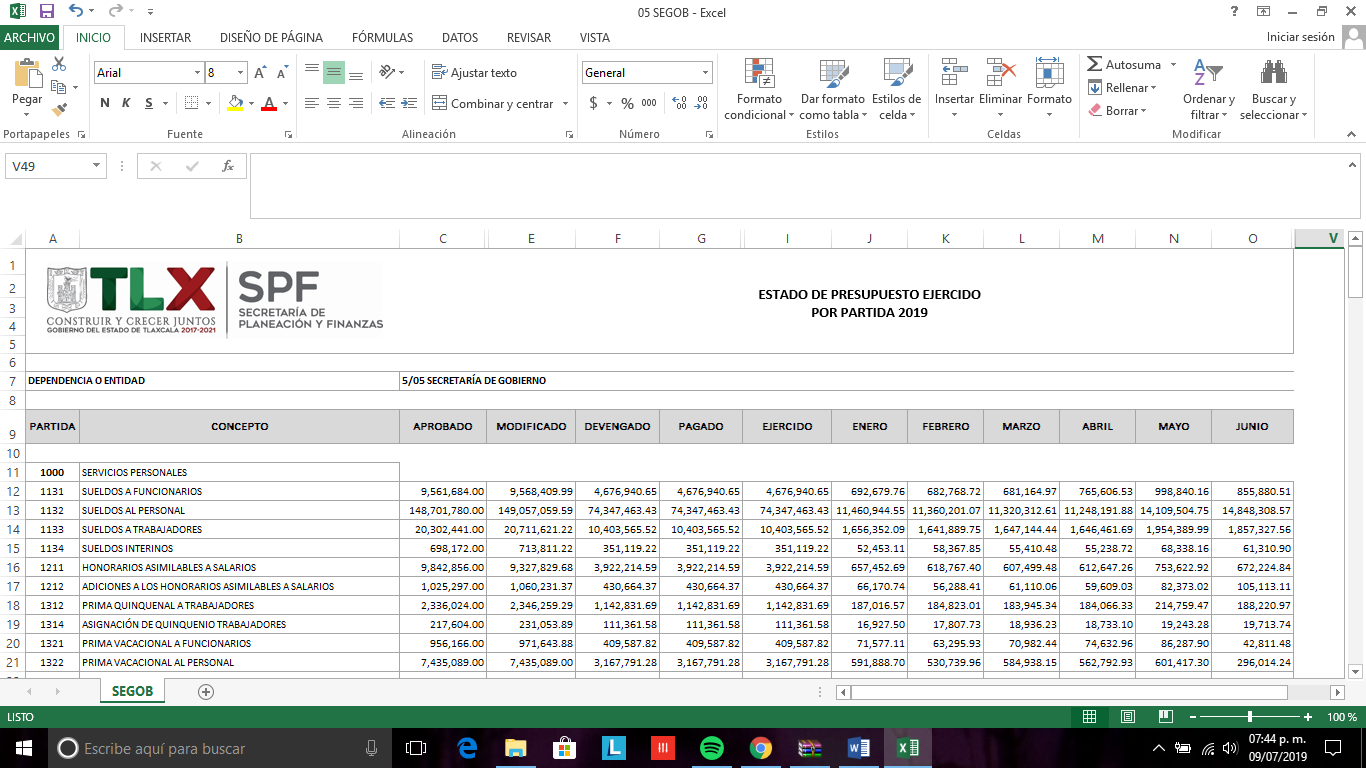 05 SEGOB - Excel
ARCHIVO INICIO INSERTAR DISEÑO DE PÁGINA FÓRMULAS DATOS REVISAR VISTA Iniciar sesión
Arial 8 Ajustar texto General Autosuma
Pegar N K S Combinar y centrar $ % 000 Formato condicional Dar formato como tabla Estilos de celda Insertar Eliminar Formato Rellenar Borrar Ordenar y filtrar Buscar y seleccionar
Portapapeles Fuente Alineación Número Estilos Celdas Modificar
V49 fx
A B C E F G I J K L M N O V
1
2 TLX SPF ESTADO DE PRESUPUESTO EJERCIDO
3 CONSTRUIR Y CRECER JUNTOS SECRETARÍA DE POR PARTIDA 2019
4 GOBIERNO DEL ESTADO DE TLAXCALA 2017-2021 PLANEACIÓN Y FINANZAS
5
6
7 DEPENDENCIA O ENTIDAD 5/05 SECRETARÍA DE GOBIERNO
8
9 PARTIDA CONCEPTO APROBADO MODIFICADO DEVENGADO PAGADO EJERCIDO ENERO FEBRERO MARZO ABRIL MAYO JUNIO
10
11 1000 SERVICIOS PERSONALES
12 1131 SUELDOS A FUNCIONARIOS 9,561,684.00 9,568,409.99 4,676,940.65 4,676,940.65 4,676,940.65 692,679.76 682,768.72 681,164.97 765,606.53 998,840.16 855,880.51
13 1132 SUELDOS AL PERSONAL 148,701,780.00 149,057,059.59 74,347,463.43 74,347,463.43 74,347,463.43 11,460,944.55 11,360,201.07 11,320,312.61 11,248,191.88 14,109,504.75 14,848,308.57
14 1133 SUELDOS A TRABAJADORES 20,302,441.00 20,711,621.22 10,403,565.52 10,403,565.52 10,403,565.52 1,656,352.09 1,641,889.75 1,647,144.44 1,646,461.69 1,954,389.99 1,857,327.56
15 1134 SUELDOS INTERINOS 698,172.00 713,811.22 351,119.22 351,119.22 351,119.22 52,453.11 58,367.85 55,410.48 55,238.72 68,338.16 61,310.90
16 1211 HONORARIOS ASIMILABLES A SALARIOS 9,842,856.00 9,327,829.68 3,922,214.59 3,922,214.59 3,922,214.59 657,452.69 618,767.40 607,499.48 612,647.26 753,622.92 672,224.84
17 1212 ADICIONES A LOS HONORARIOS ASIMILABLES A SALARIOS 1,025,297.00 1,060,231.37 430,664.37 430,664.37 430,664.37 66,170.74 56,288.41 61,110.06 59,609.03 82,373.02 105,113.11
18 1312 PRIMA QUINQUENAL A TRABAJADORES 2,336,024.00 2,346,259.29 1,142,831.69 1,142,831.69 1,142,831.69 187,016.57 184,823.01 183,945.34 184,066.33 214,759.47 188,220.97
19 1314 ASIGNACIÓN DE QUINQUENIO TRABAJADORES 217,604.00 231,053.89 111,361.58 111,361.58 111,361.58 16,927.50 17,807.73 18,936.23 18,733.10 19,243.28 19,713.74
20 1321 PRIMA VACACIONAL A FUNCIONARIOS 956,166.00 971,643.88 409,587.82 409,587.82 409,587.82 71,577.11 63,295.93 70,982.44 74,632.96 86,287.90 42,811.48
21 1322 PRIMA VACACIONAL AL PERSONAL 7,435,089.00 7,435,089.00 3,167,791.28 3,167,791.28 3,167,791.28 591,888.70 530,739.96 584,938.15 562,792.93 601,417.30 296,014.24
SEGOB
LISTO 100 %
Escribe aquí para buscar 07:44 p. m.
09/07/2019